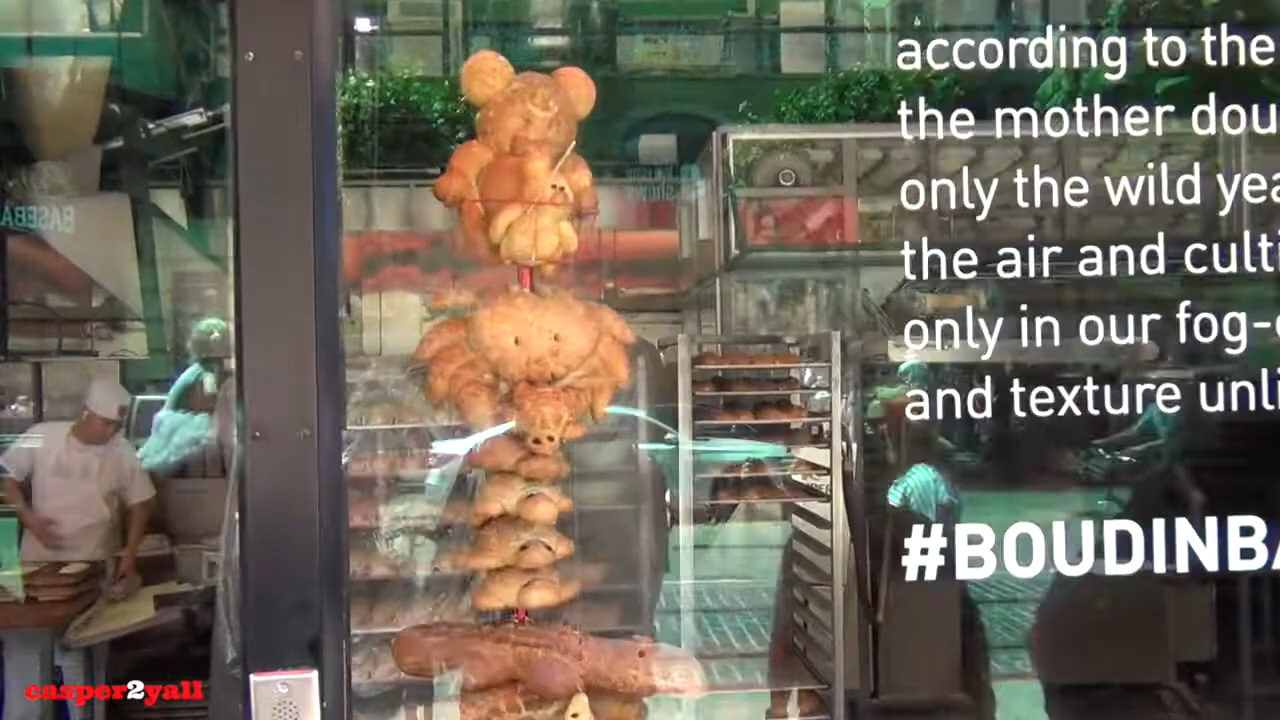 according to the
the mother dou
only the wild yea
the air and culti
only in our fog-
and texture unli
#BOUDINBA
BASEBA
casper2yall